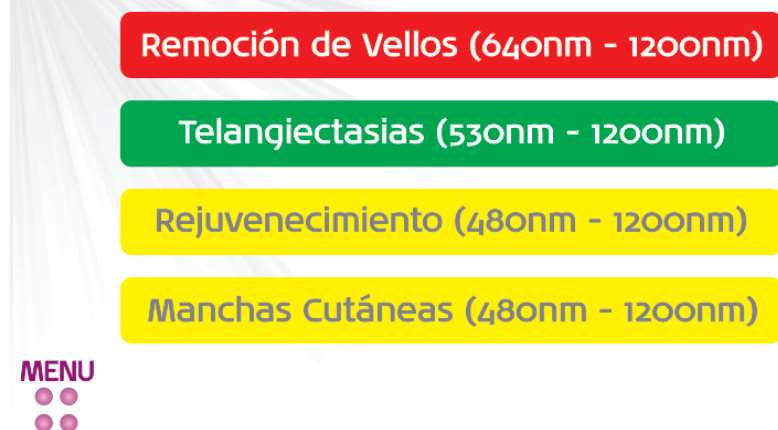 Remoción de Vellos (640nm - 1200nm)
Telangiectasias (530nm - 1200nm)
Rejuvenecimiento (480nm - 1200nm)
Manchas Cutáneas (480nm - 1200nm)
MENU